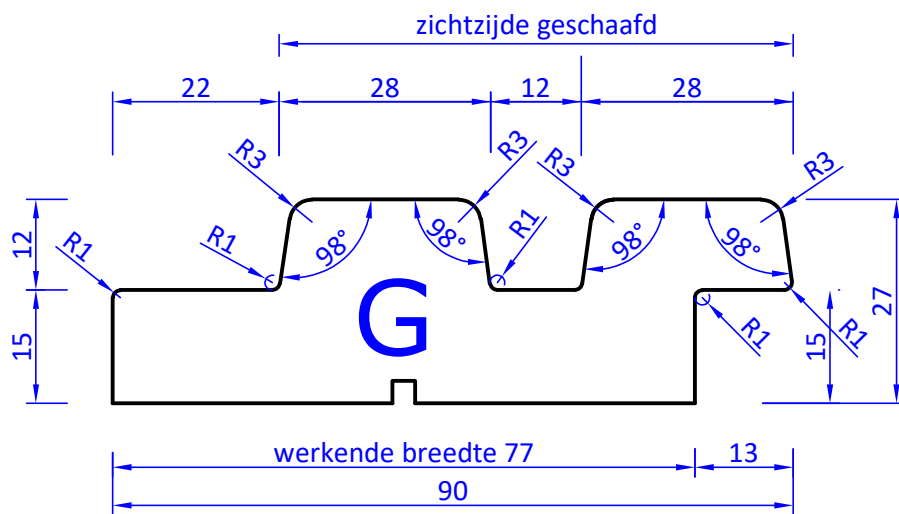 zichtzijde geschaafd
22 28 12 28
R3 R3 R3 R3
12 R1 R1 98° 98° R1 98° 98°
G
15 R1 R1 15 27
werkende breedte 77 13
90